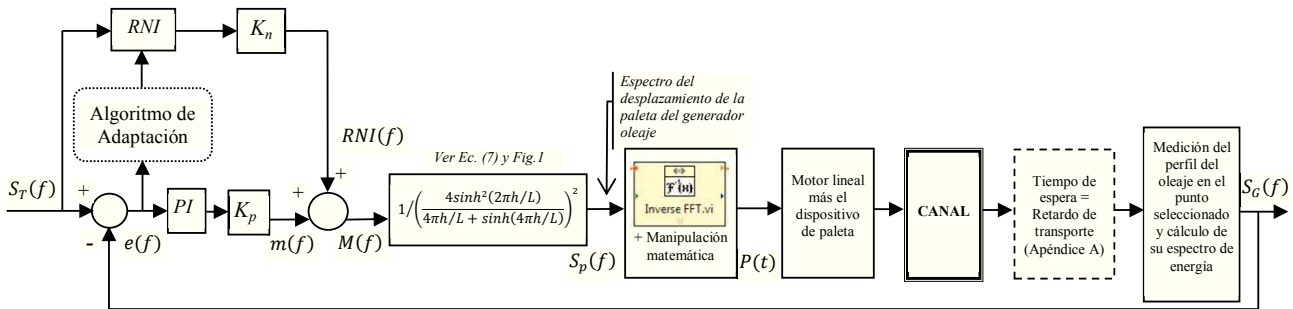 RNI
K_n
Algoritmo de
Adaptación
Espectro del
desplazamiento de la
paleta del generador
oleaje
RNI(f)
Ver Ec. (7) y Fig.1
S_T(f)
+
-
e(f)
PI
K_p
m(f)
+
+
M(f)
1/(4sinh²(2πh/L) / 4πh/L + sinh(4πh/L))²
S_p(f)
F⁻¹{X}
Inverse FFT.vi
+ Manipulación
matemática
P(t)
Motor lineal
más el
dispositivo
de paleta
CANAL
Tiempo de
espera =
Retardo de
transporte
(Apéndice A)
Medición del
perfil del
oleaje en el
punto
seleccionado
y cálculo de
su espectro de
energía
S_G(f)